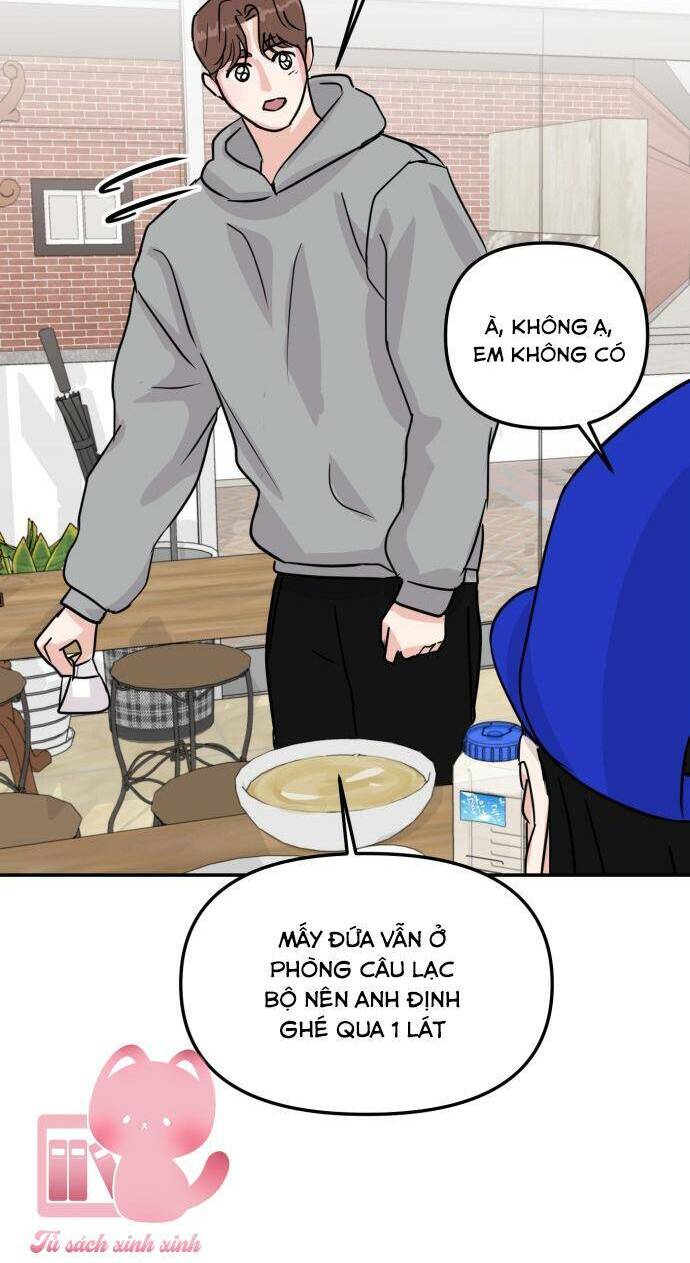 À, KHÔNG Ạ,
EM KHÔNG CÓ
MẤY ĐỨA VẪN Ở
PHÒNG CÂU LẠC
BỘ NÊN ANH ĐỊNH
GHÉ QUA 1 LÁT
Tủ sách xinh xinh